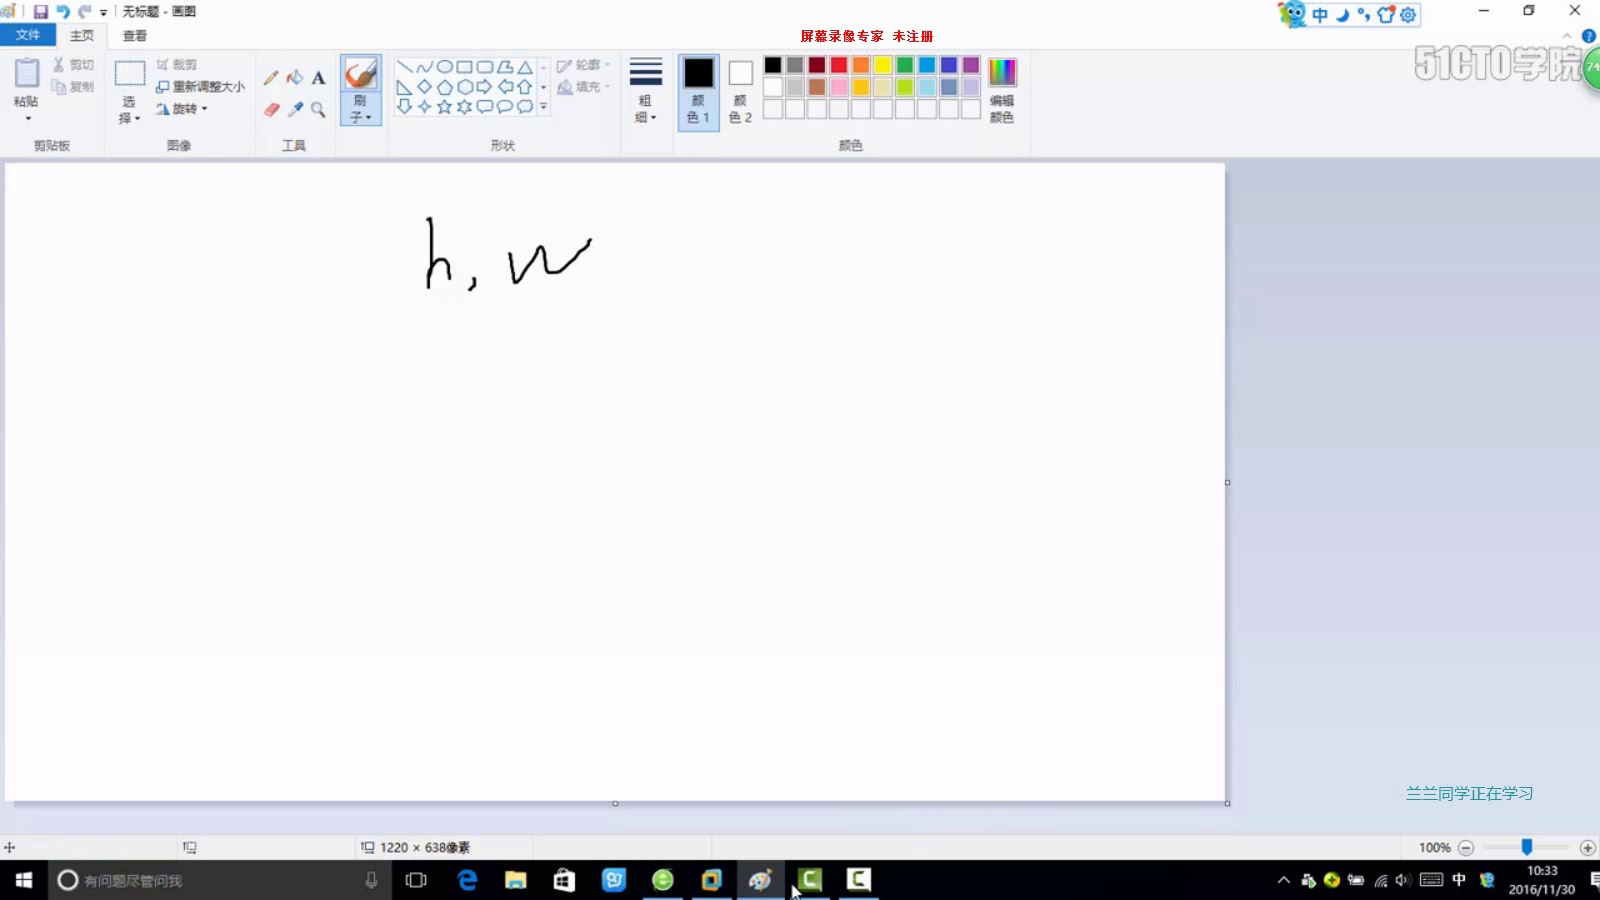 无标题 - 画图
中
屏幕录像专家 未注册
文件 主页 查看
51CTO学院
74
粘贴
剪切
复制
剪贴板
选择
裁剪
重新调整大小
旋转
图像
A
工具
刷子
轮廓
填充
形状
粗细
颜色 1
颜色 2
编辑颜色
颜色
h, w
兰兰同学正在学习
1220 × 638像素
100%
有问题尽管问我
中
10:33
2016/11/30